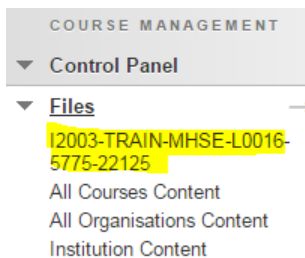 COURSE MANAGEMENT
Control Panel
Files
I2003-TRAIN-MHSE-L0016-
5775-22125
All Courses Content
All Organisations Content
Institution Content